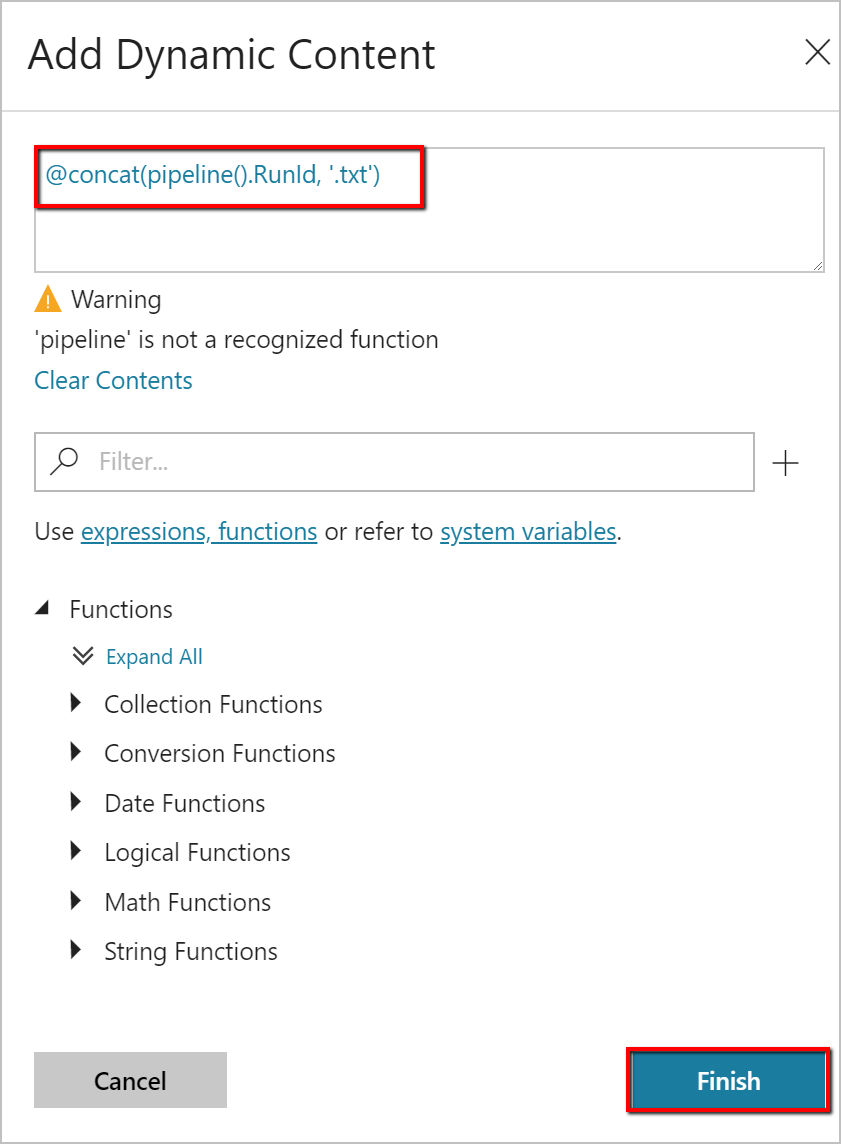 Add Dynamic Content
@concat(pipeline().RunId, '.txt')
Warning
'pipeline' is not a recognized function
Clear Contents
Filter...
Use expressions, functions or refer to system variables.
Functions
Expand All
Collection Functions
Conversion Functions
Date Functions
Logical Functions
Math Functions
String Functions
Cancel
Finish